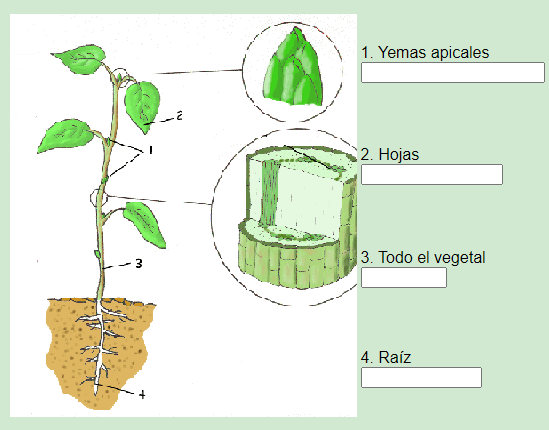 1. Yemas apicales
2
1
2. Hojas
3. Todo el vegetal
3
4. Raíz
4